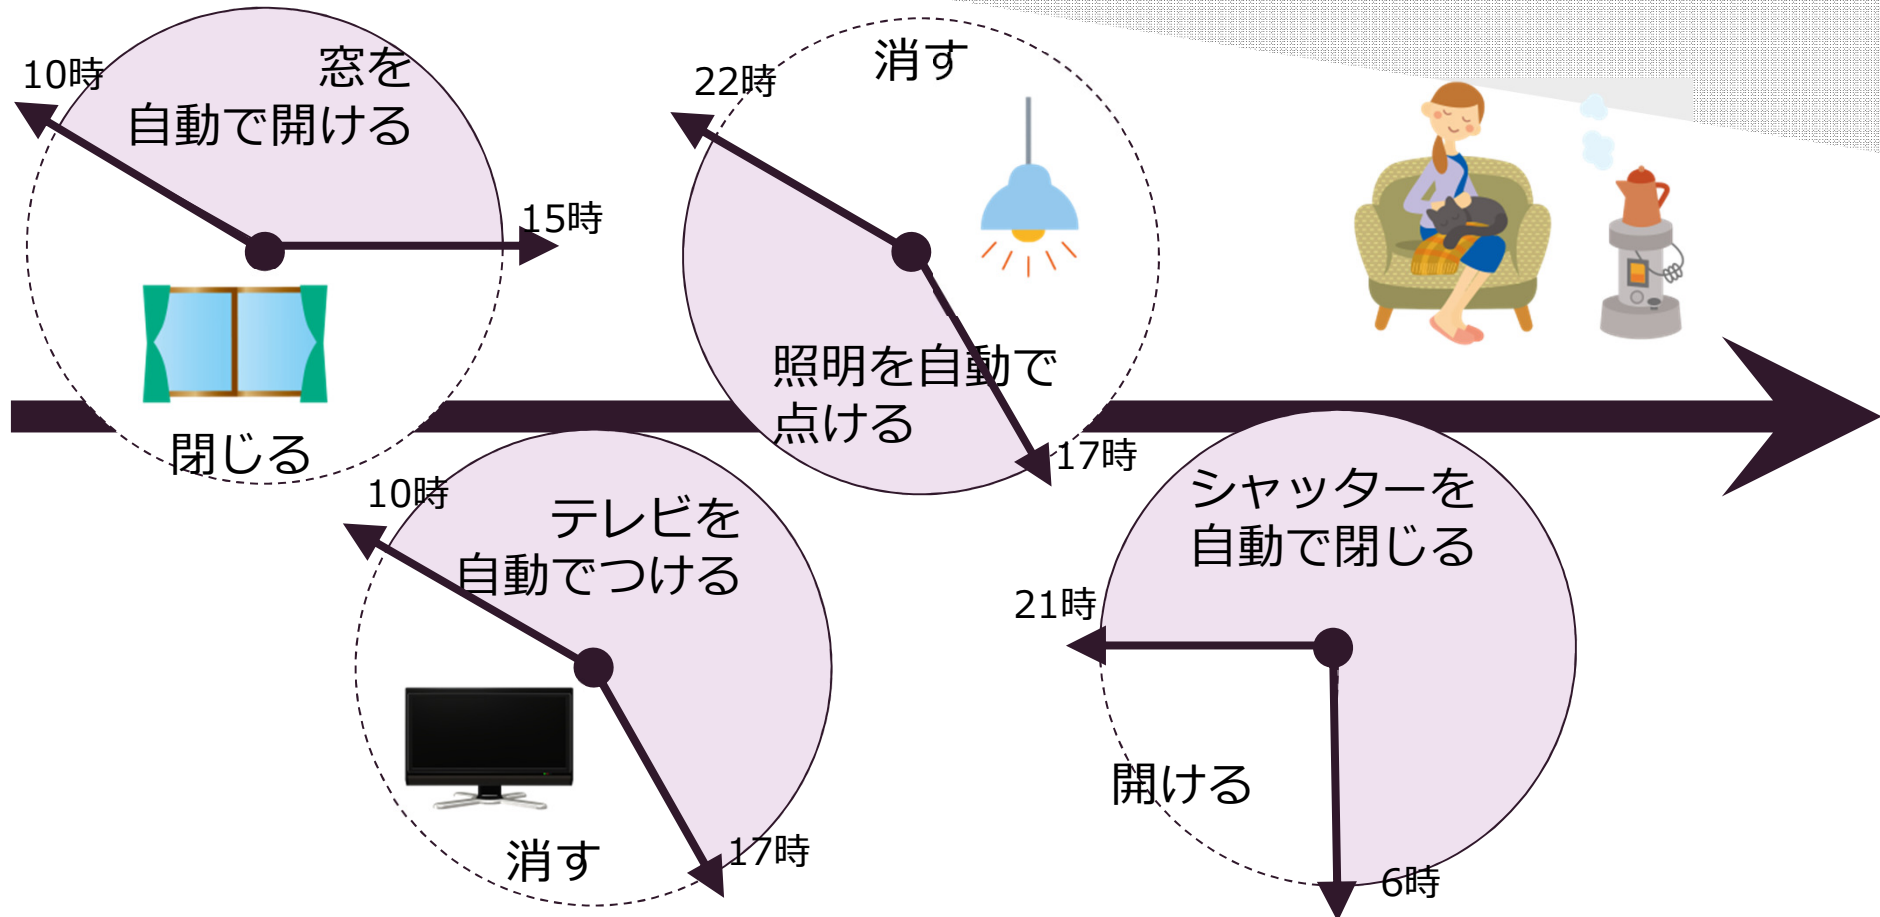 10時
窓を
自動で開ける
15時
閉じる
22時
消す
照明を自動で
点ける
17時
10時
テレビを
自動でつける
消す
17時
シャッターを
自動で閉じる
21時
開ける
6時